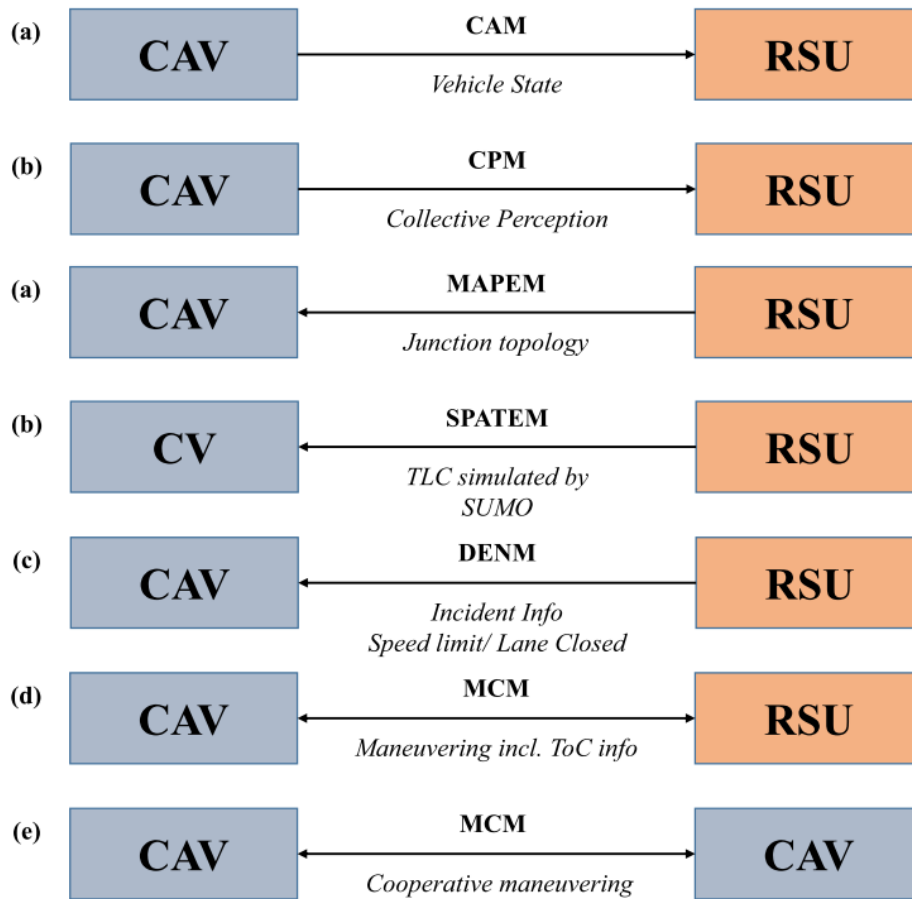 (a)
CAV
CAM
Vehicle State
RSU
(b)
CAV
CPM
Collective Perception
RSU
(a)
CAV
MAPEM
Junction topology
RSU
(b)
CV
SPATEM
TLC simulated by
SUMO
RSU
(c)
CAV
DENM
Incident Info
Speed limit/ Lane Closed
RSU
(d)
CAV
MCM
Maneuvering incl. ToC info
RSU
(e)
CAV
MCM
Cooperative maneuvering
CAV